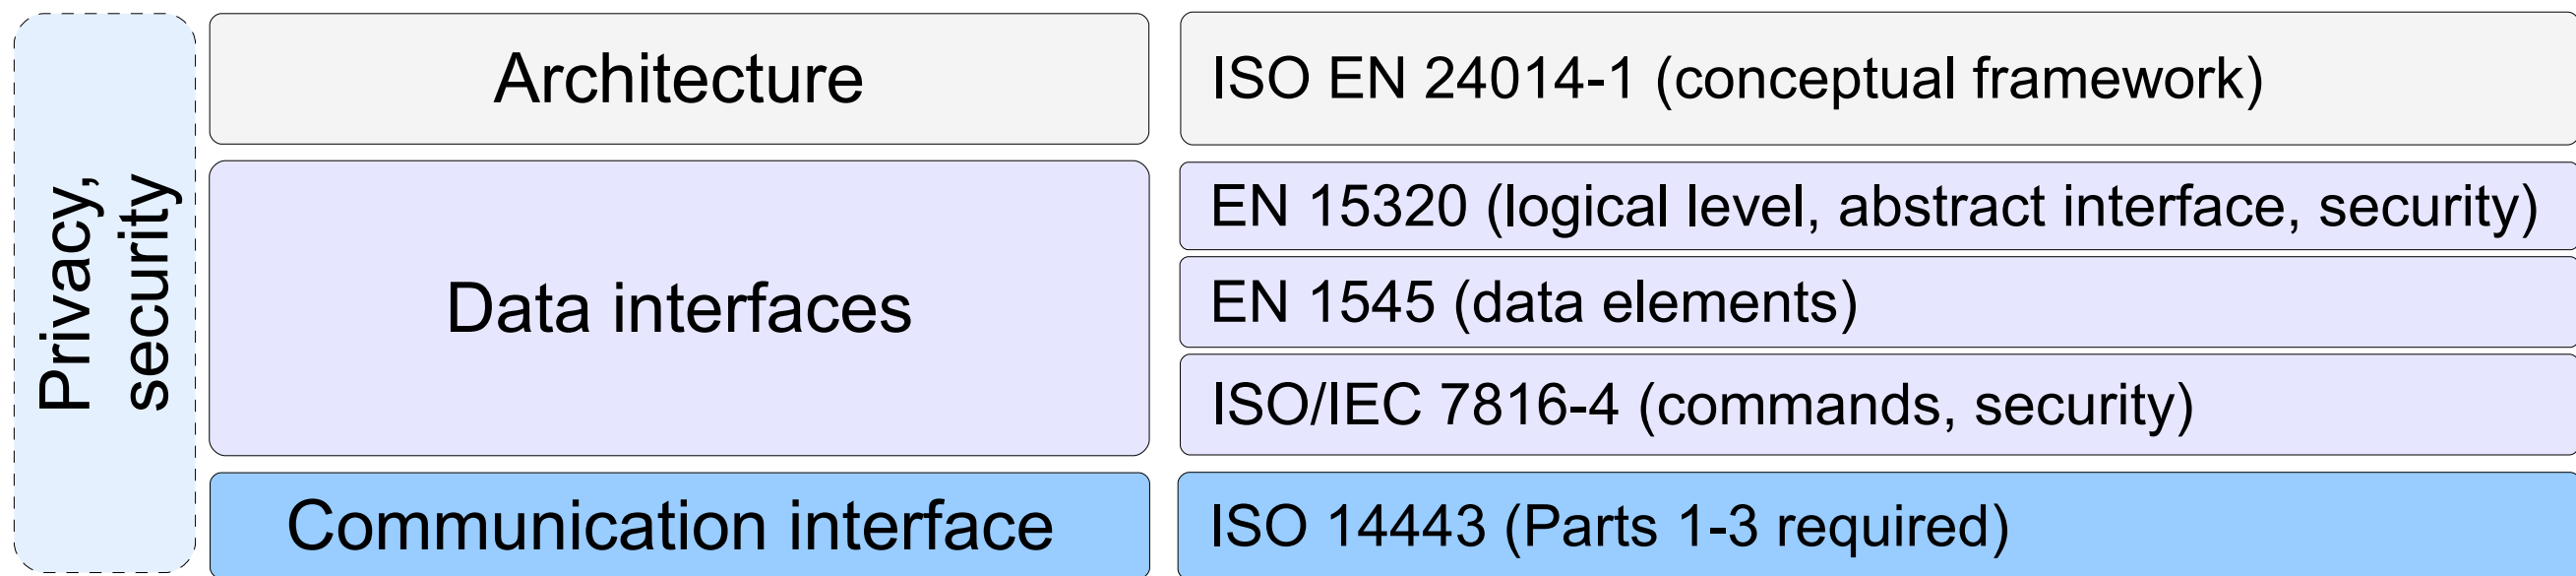 Privacy,
security
Architecture
ISO EN 24014-1 (conceptual framework)
Data interfaces
EN 15320 (logical level, abstract interface, security)
EN 1545 (data elements)
ISO/IEC 7816-4 (commands, security)
Communication interface
ISO 14443 (Parts 1-3 required)